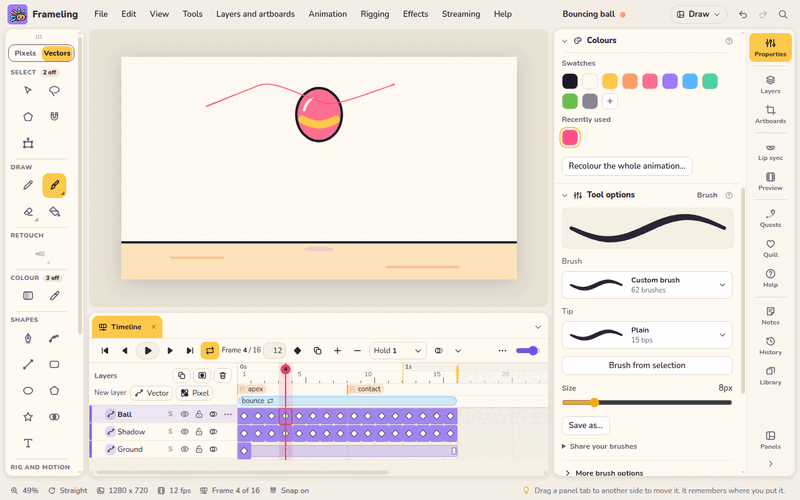 Frameling
File Edit View Tools Layers and artboards Animation Rigging Effects Streaming Help
Bouncing ball
Draw
Pixels Vectors
SELECT 2 off
DRAW
RETOUCH
COLOUR 3 off
SHAPES
RIG AND MOTION
Timeline
Frame 4 / 16 12 Hold 1
Layers
New layer Vector Pixel
0s 1s
1 4 5 10 15 20
apex contact
bounce
Ball S
Shadow S
Ground S
Colours
Swatches
Recently used
Recolour the whole animation...
Tool options Brush
Brush
Custom brush
62 brushes
Tip
Plain
15 tips
Brush from selection
Size 8px
Save as...
Share your brushes
More brush options
Properties
Layers
Artboards
Lip sync
Preview
Quests
Quill
Help
Notes
History
Library
Panels
49% Straight 1280 x 720 12 fps Frame 4 of 16 Snap on
Drag a panel tab to another side to move it. It remembers where you put it.